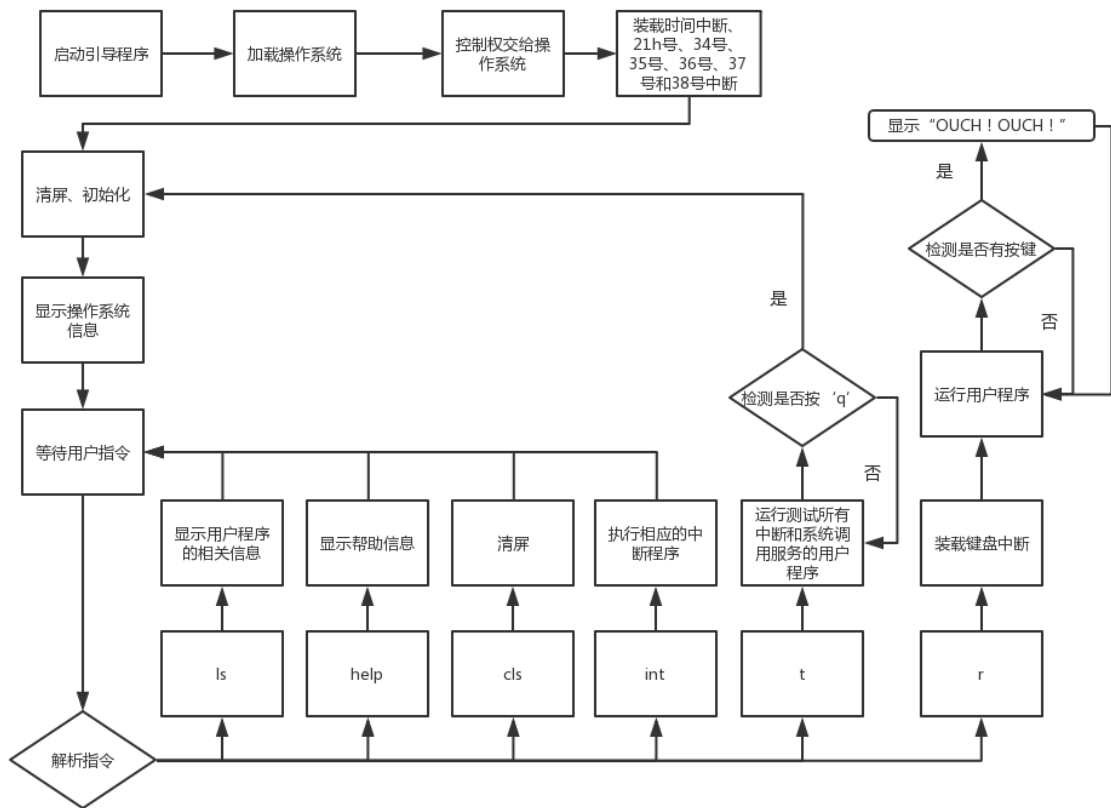 启动引导程序
加载操作系统
控制权交给操
作系统
装载时间中断、
21h号、34号、
35号、36号、37
号和38号中断
显示“OUCH！OUCH！”
是
清屏、初始化
检测是否有按键
显示操作系统
信息
是
否
检测是否按‘q’
运行用户程序
等待用户指令
否
显示用户程序
的相关信息
显示帮助信息
清屏
执行相应的中
断程序
运行测试所有
中断和系统调
用服务的用户
程序
装载键盘中断
ls
help
cls
int
t
r
解析指令